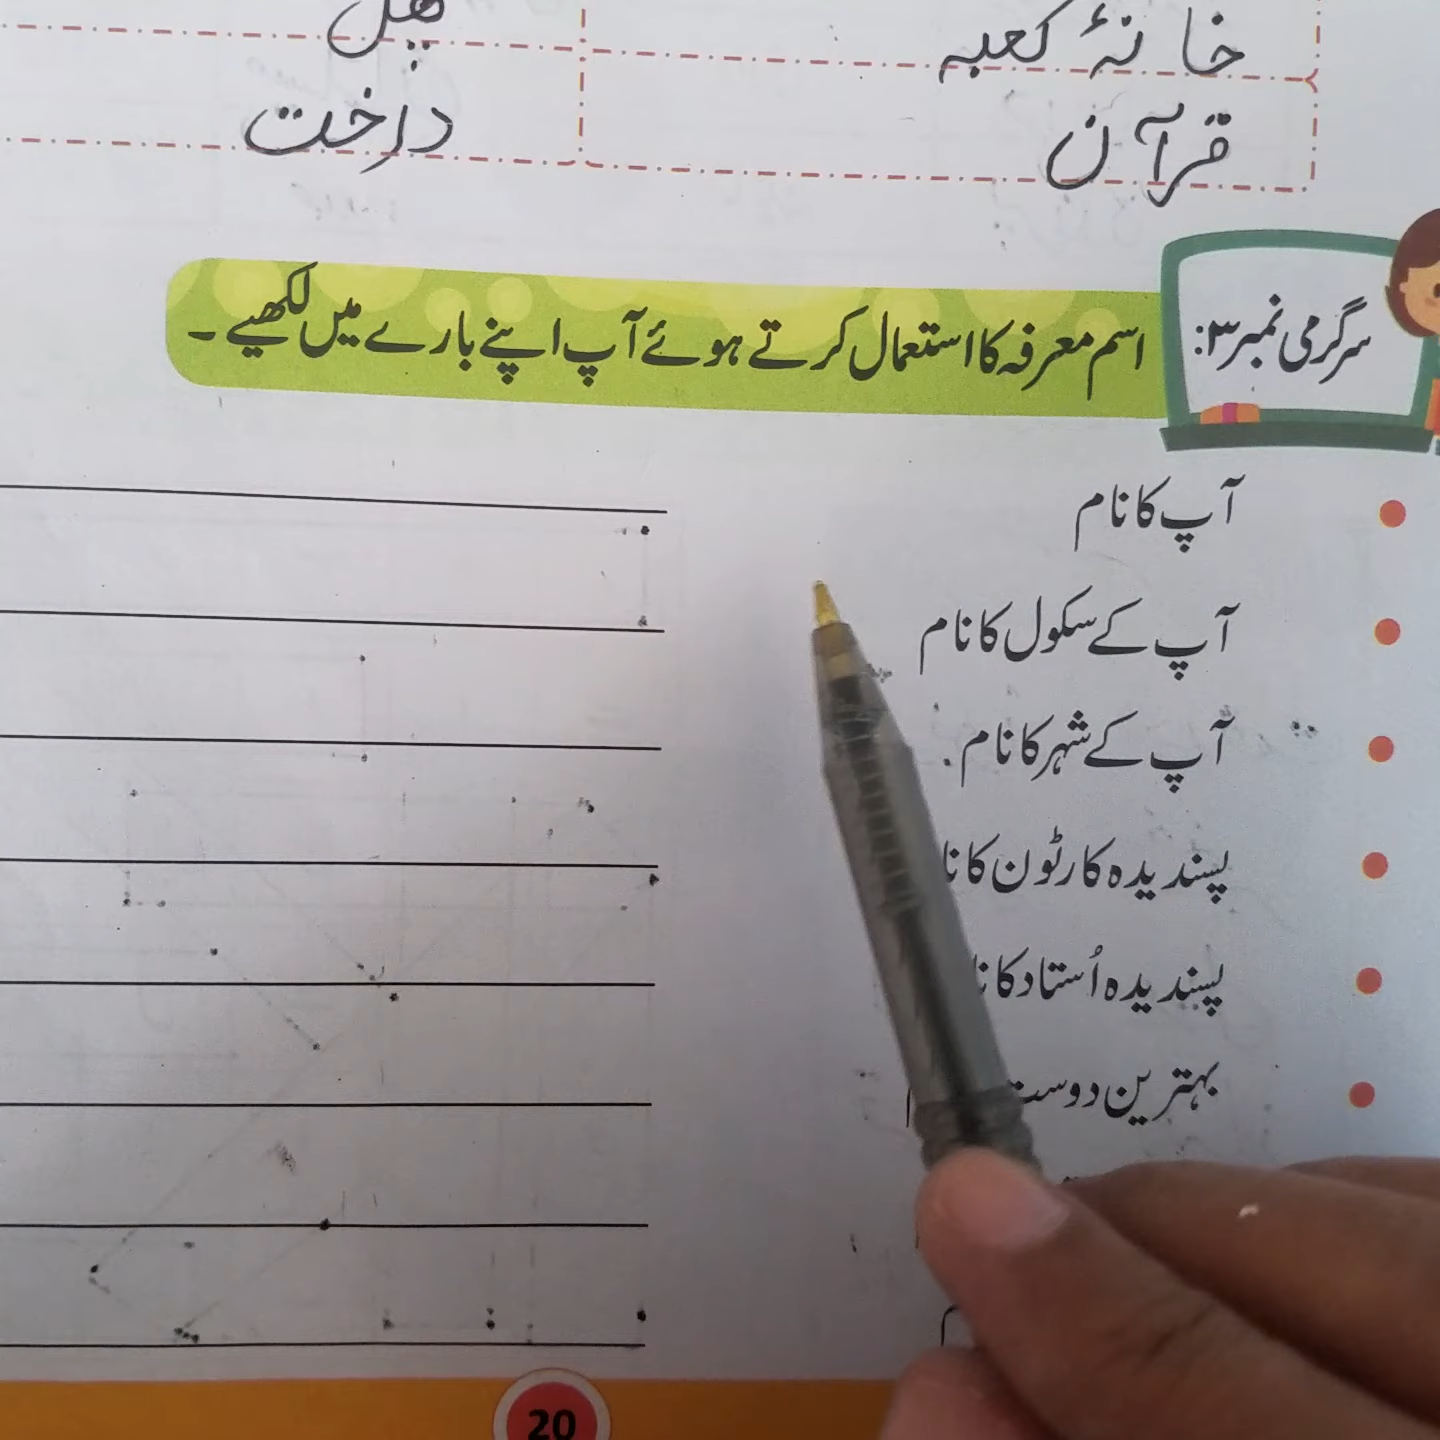 خانۂ کعبہ پھل
قرآن درخت
سرگرمی نمبر ۳: اسم معرفہ کا استعمال کرتے ہوئے آپ اپنے بارے میں لکھیے ۔
آپ کا نام
آپ کے سکول کا نام
آپ کے شہر کا نام
پسندیدہ کارٹون کا
پسندیدہ اُستاد کا
بہترین دوست
20